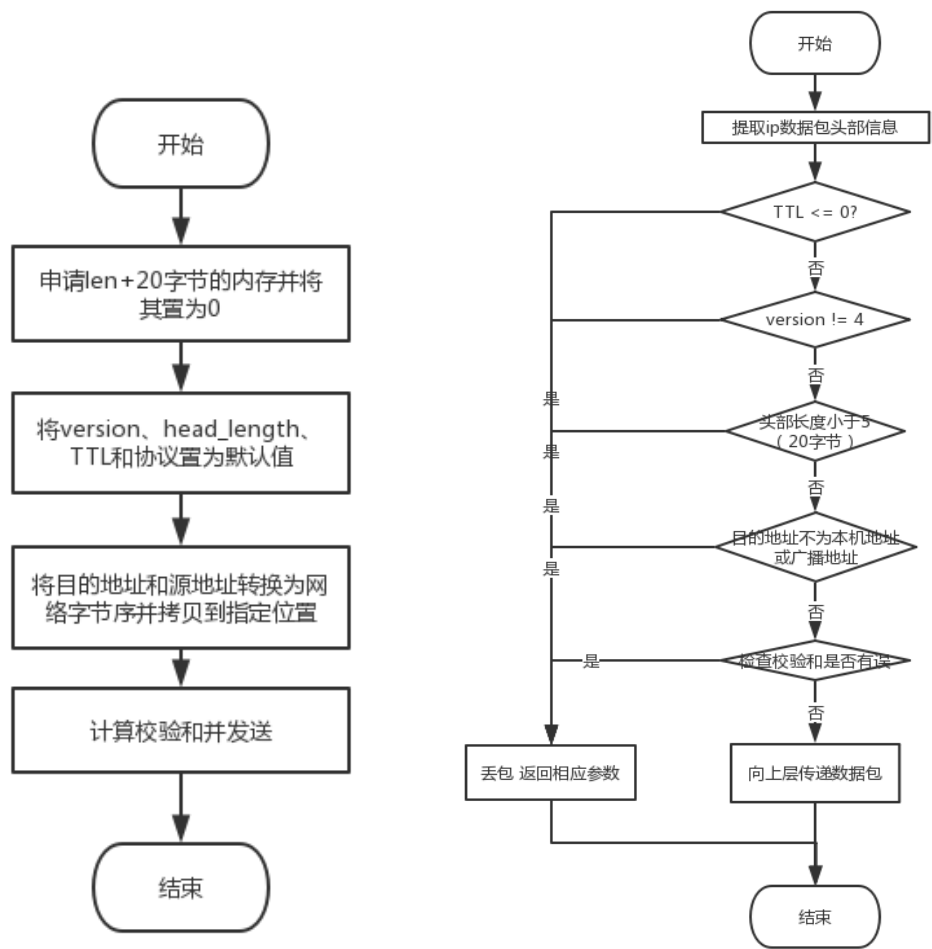 开始
申请len+20字节的内存并将
其置为0
将version、head_length、
TTL和协议置为默认值
将目的地址和源地址转换为网
络字节序并拷贝到指定位置
计算校验和并发送
结束
开始
提取ip数据包头部信息
TTL <= 0?
否
version != 4
否
是
头部长度小于5
（20字节）
是
否
是
目的地址不为本机地址
或广播地址
是
否
检查校验和是否有误
是
否
丢包 返回相应参数
向上层传递数据包
结束